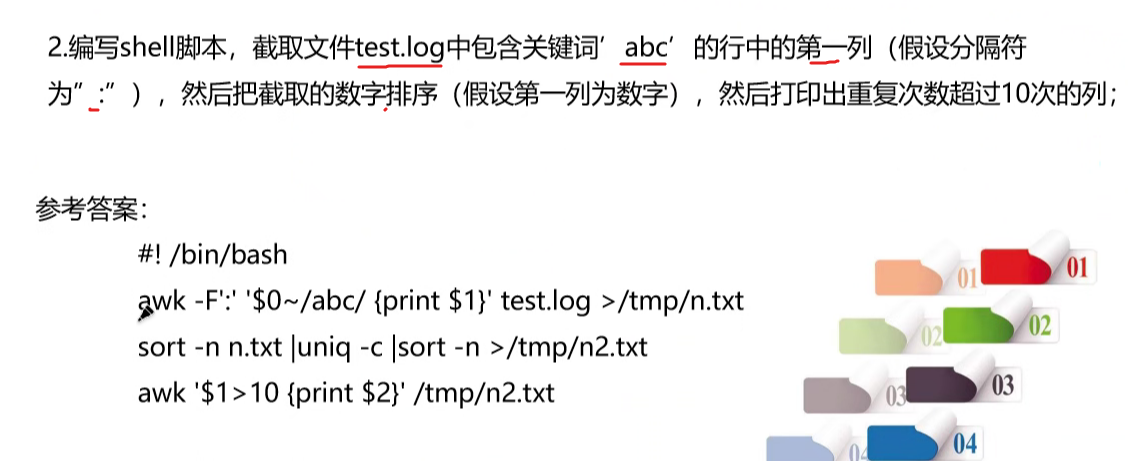 2.编写shell脚本，截取文件test.log中包含关键词’abc’的行中的第一列（假设分隔符
为”:”），然后把截取的数字排序（假设第一列为数字），然后打印出重复次数超过10次的列；
参考答案：
#! /bin/bash
awk -F':' '$0~/abc/ {print $1}' test.log >/tmp/n.txt
sort -n n.txt |uniq -c |sort -n >/tmp/n2.txt
awk '$1>10 {print $2}' /tmp/n2.txt
01 01
02 02
03 03
04 04